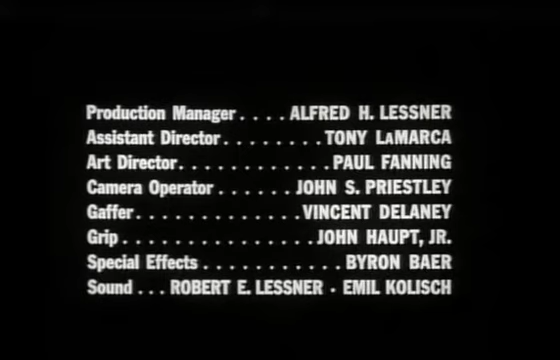 Production Manager....ALFRED H. LESSNER
Assistant Director........TONY LAMARCA
Art Director.............PAUL FANNING
Camera Operator......JOHN S. PRIESTLEY
Gaffer..............VINCENT DELANEY
Grip................JOHN HAUPT, JR.
Special Effects...........BYRON BAER
Sound...ROBERT E. LESSNER · EMIL KOLISCH